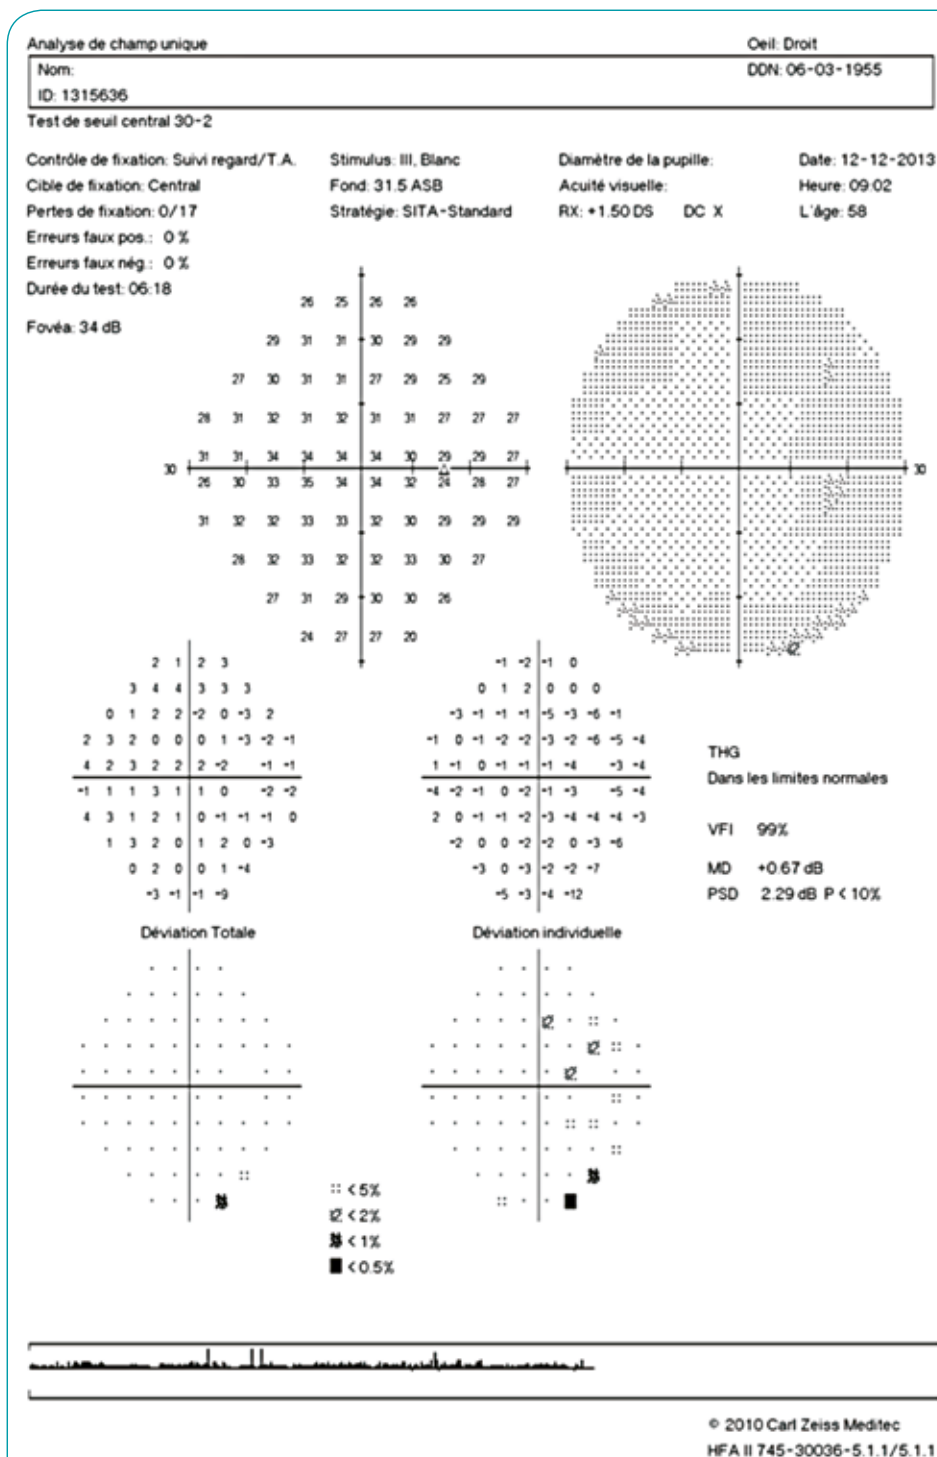 Analyse de champ unique
Oeil: Droit
Nom:
DDN: 06-03-1955
ID: 1315636
Test de seuil central 30-2
Contrôle de fixation: Suivi regard/T.A.
Stimulus: III, Blanc
Diamètre de la pupille:
Date: 12-12-2013
Cible de fixation: Central
Fond: 31.5 ASB
Acuité visuelle:
Heure: 09:02
Pertes de fixation: 0/17
Stratégie: SITA-Standard
RX: +1.50 DS DC X
L'âge: 58
Erreurs faux pos.: 0 %
Erreurs faux nég.: 0 %
Durée du test: 06:18
Fovéa: 34 dB
26 25 26 26
29 31 31 30 29 29
27 30 31 31 27 29 25 29
28 31 32 31 32 31 31 27 27 27
31 31 34 34 34 34 30 29 29 27
30 30
26 30 33 35 34 34 32 24 28 27
31 32 32 33 33 32 30 29 29 29
28 32 33 32 32 33 30 27
27 31 29 30 30 26
24 27 27 20
2 1 2 3
3 4 4 3 3 3
0 1 2 2 -2 0 -3 2
2 3 2 0 0 0 1 -3 -2 -1
4 2 3 2 2 2 -2 -1 -1
-1 1 1 3 1 1 0 -2 -2
4 3 1 2 1 0 -1 -1 -1 0
1 3 2 0 1 2 0 -3
0 2 0 0 1 -4
-3 -1 -1 -9
Déviation Totale
-1 -2 -1 0
0 1 2 0 0 0
-3 -1 -1 -1 -5 -3 -6 -1
-1 0 -1 -2 -2 -3 -2 -6 -5 -4
1 -1 0 -1 -1 -1 -4 -3 -4
-4 -2 -1 0 -2 -1 -3 -5 -4
2 0 -1 -1 -2 -3 -4 -4 -4 -3
-2 0 0 -2 -2 0 -3 -6
-3 0 -3 -2 -2 -7
-5 -3 -4 -12
Déviation individuelle
THG
Dans les limites normales
VFI 99%
MD +0.67 dB
PSD 2.29 dB P < 10%
< 5%
< 2%
< 1%
< 0.5%
© 2010 Carl Zeiss Meditec
HFA II 745-30036-5.1.1/5.1.1